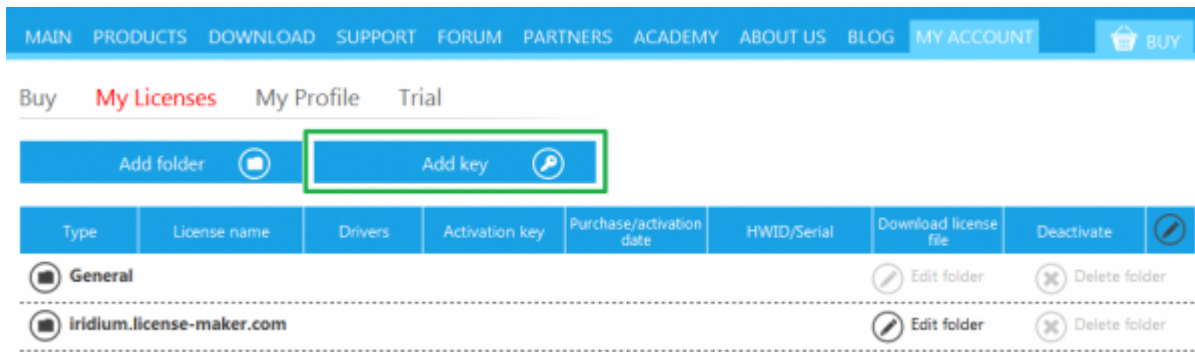 MAIN PRODUCTS DOWNLOAD SUPPORT FORUM PARTNERS ACADEMY ABOUT US BLOG MY ACCOUNT BUY
Buy My Licenses My Profile Trial
Add folder Add key
Type License name Drivers Activation key Purchase/activation date HWID/Serial Download license file Deactivate
General Edit folder Delete folder
iridium.license-maker.com Edit folder Delete folder